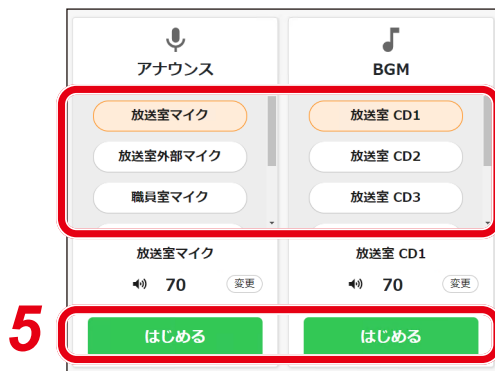 アナウンス
BGM
放送室マイク
放送室 CD1
放送室外部マイク
放送室 CD2
職員室マイク
放送室 CD3
放送室マイク
放送室 CD1
70 変更
70 変更
5
はじめる
はじめる